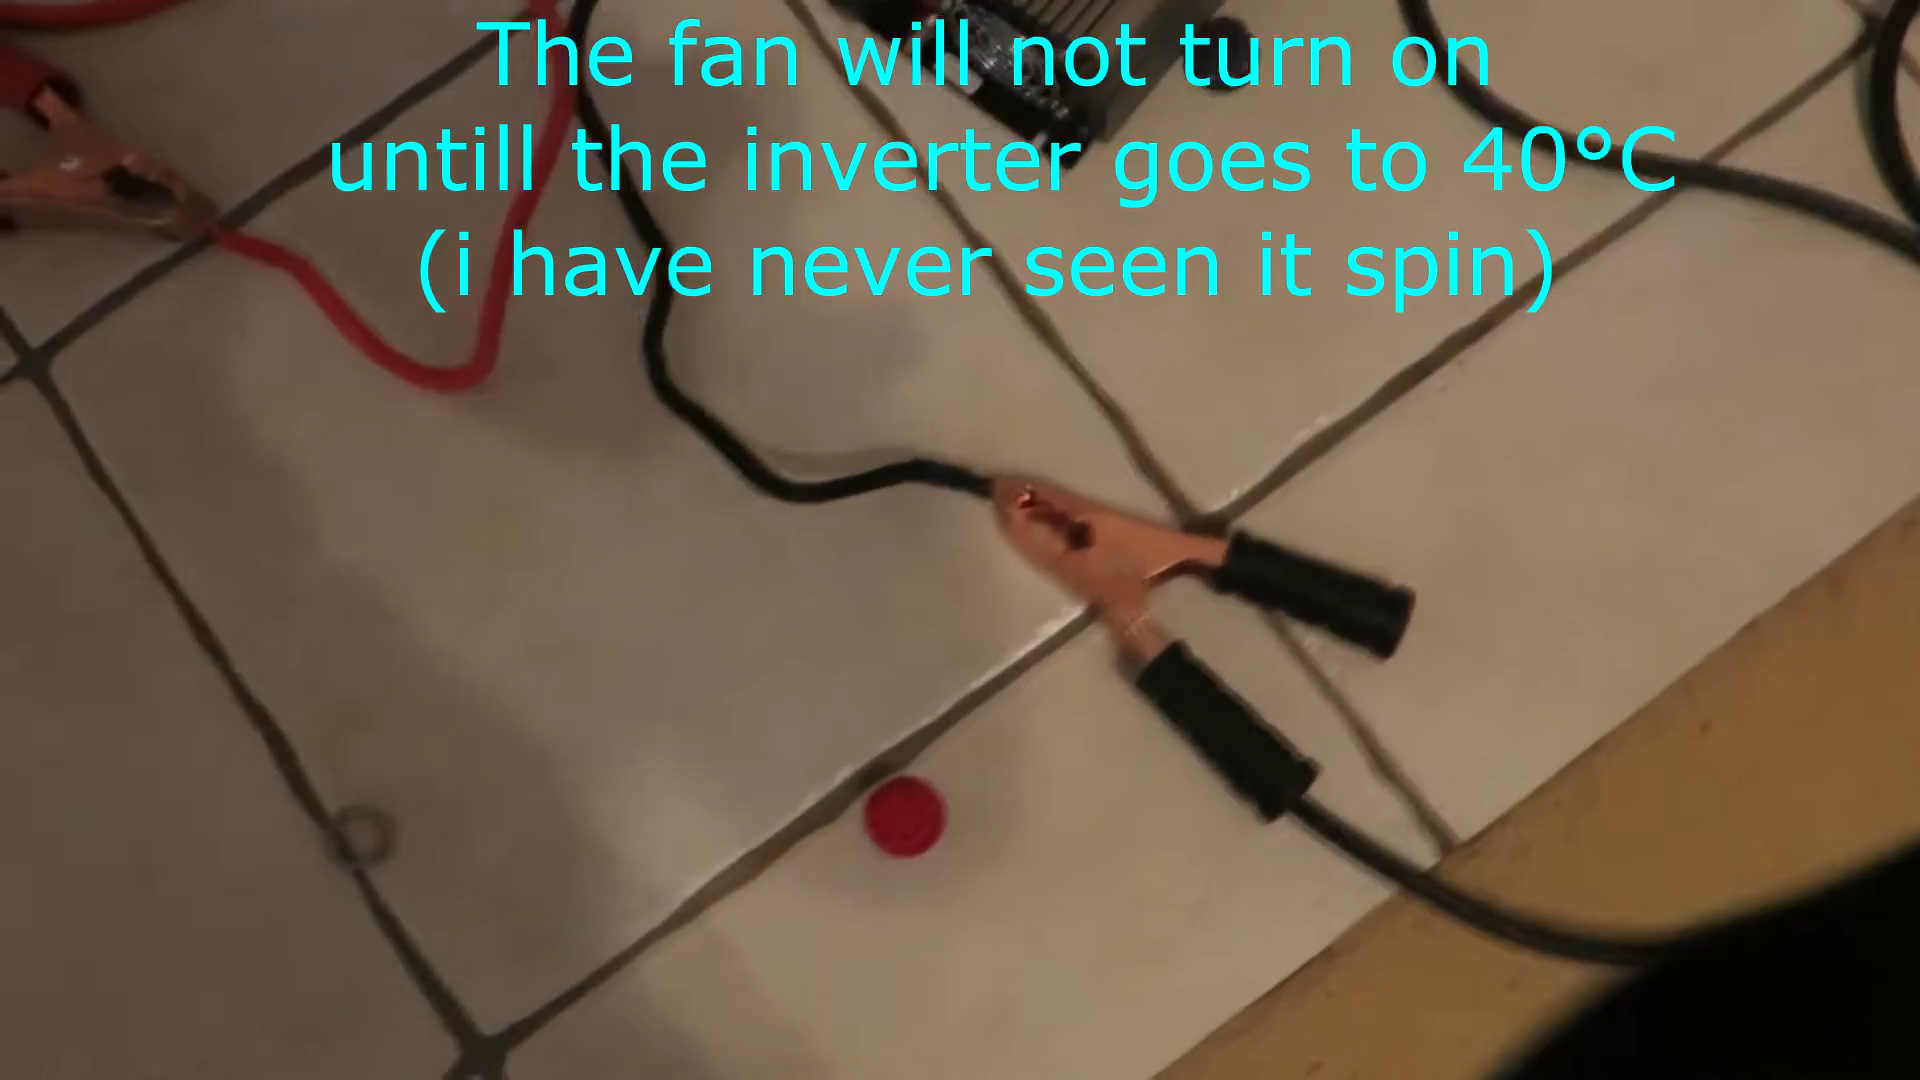 The fan will not turn on
untill the inverter goes to 40°C
(i have never seen it spin)